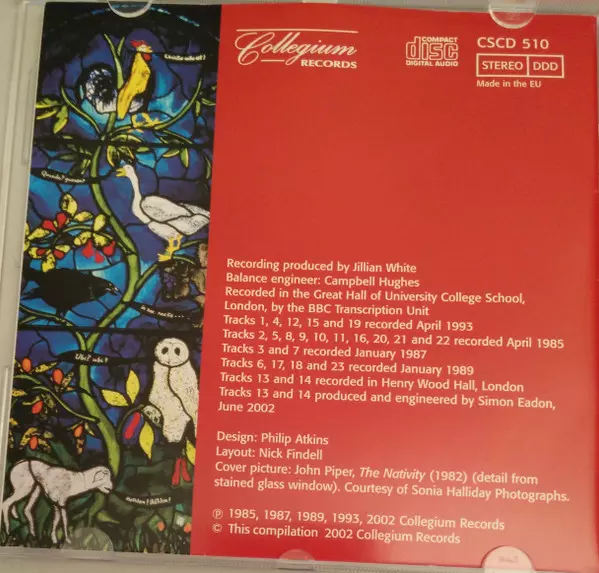 Collegium
RECORDS
COMPACT
disc
DIGITAL AUDIO
CSCD 510
STEREO DDD
Made in the EU
Recording produced by Jillian White
Balance engineer: Campbell Hughes
Recorded in the Great Hall of University College School,
London, by the BBC Transcription Unit
Tracks 1, 4, 12, 15 and 19 recorded April 1993
Tracks 2, 5, 8, 9, 10, 11, 16, 20, 21 and 22 recorded April 1985
Tracks 3 and 7 recorded January 1987
Tracks 6, 17, 18 and 23 recorded January 1989
Tracks 13 and 14 recorded in Henry Wood Hall, London
Tracks 13 and 14 produced and engineered by Simon Eadon,
June 2002
Design: Philip Atkins
Layout: Nick Findell
Cover picture: John Piper, The Nativity (1982) (detail from
stained glass window). Courtesy of Sonia Halliday Photographs.
℗ 1985, 1987, 1989, 1993, 2002 Collegium Records
© This compilation 2002 Collegium Records